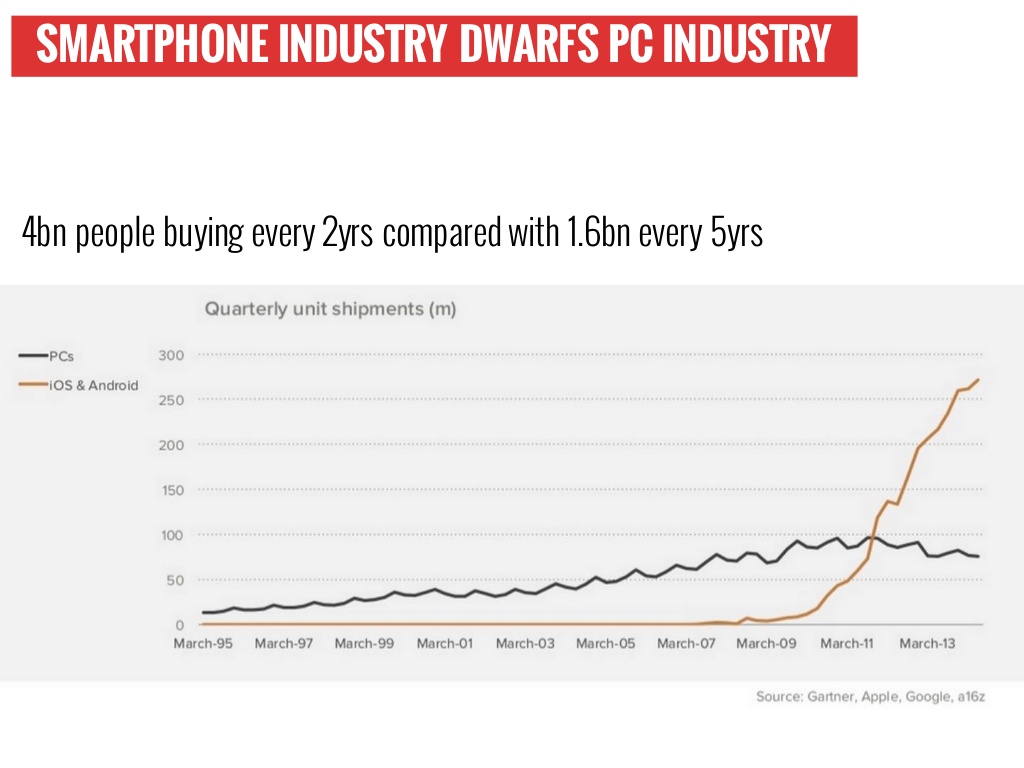 SMARTPHONE INDUSTRY DWARFS PC INDUSTRY
4bn people buying every 2yrs compared with 1.6bn every 5yrs
Quarterly unit shipments (m)
PCs
iOS & Android
300
250
200
150
100
50
0
March-95 March-97 March-99 March-01 March-03 March-05 March-07 March-09 March-11 March-13
Source: Gartner, Apple, Google, a16z